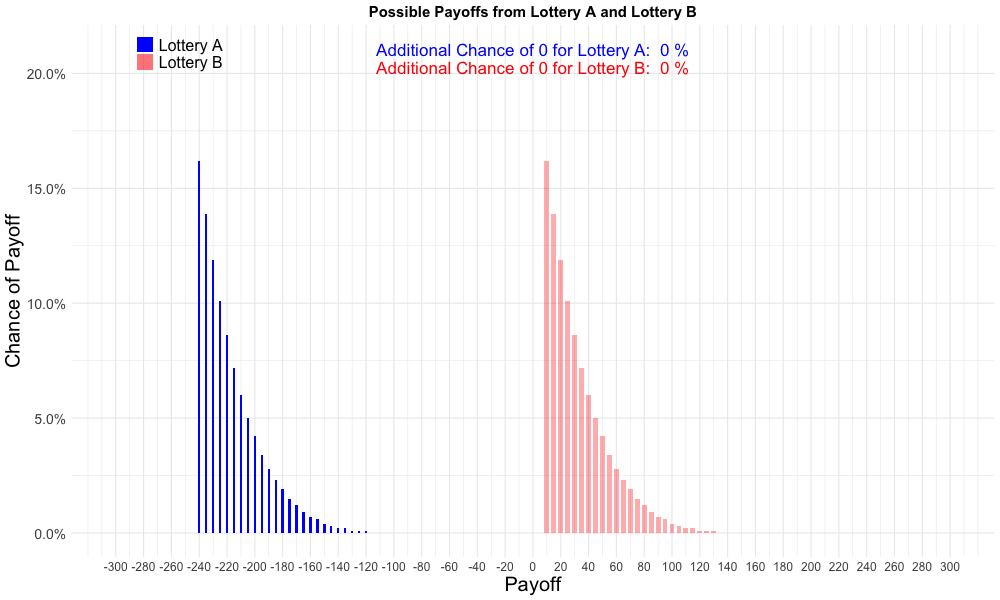 Possible Payoffs from Lottery A and Lottery B
Lottery A
Lottery B
Additional Chance of 0 for Lottery A:  0 %
Additional Chance of 0 for Lottery B:  0 %
Chance of Payoff
20.0%
15.0%
10.0%
5.0%
0.0%
-300 -280 -260 -240 -220 -200 -180 -160 -140 -120 -100 -80 -60 -40 -20 0 20 40 60 80 100 120 140 160 180 200 220 240 260 280 300
Payoff